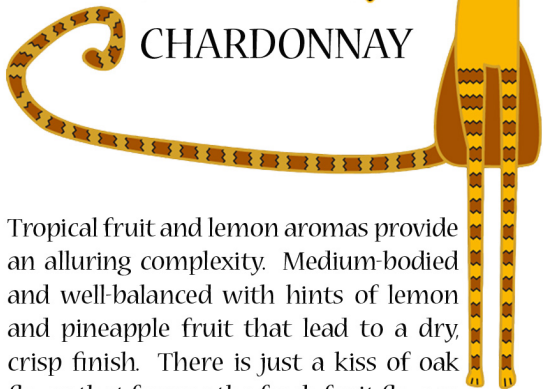 CHARDONNAY
Tropical fruit and lemon aromas provide
an alluring complexity. Medium-bodied
and well-balanced with hints of lemon
and pineapple fruit that lead to a dry,
crisp finish. There is just a kiss of oak